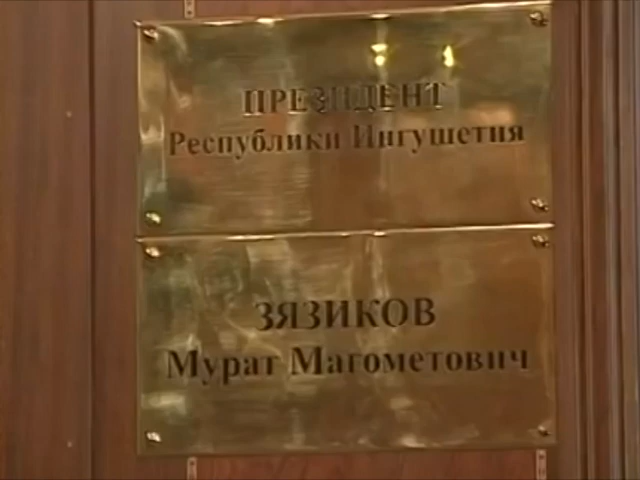 ПРЕЗИДЕНТ
Республики Ингушетия
ЗЯЗИКОВ
Мурат Магометович